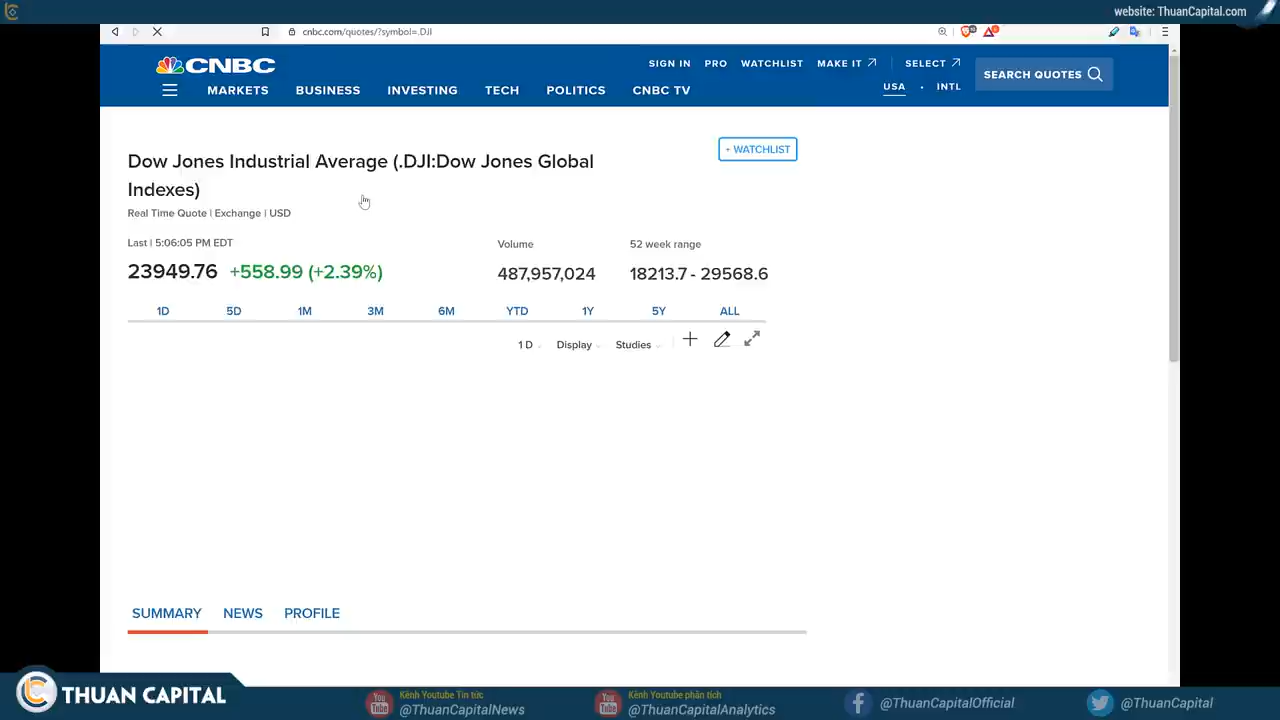 website: ThuanCapital.com
cnbc.com/quotes/?symbol=.DJI
CNBC
SIGN IN PRO WATCHLIST MAKE IT SELECT
SEARCH QUOTES
USA • INTL
MARKETS BUSINESS INVESTING TECH POLITICS CNBC TV
Dow Jones Industrial Average (.DJI:Dow Jones Global
Indexes)
+ WATCHLIST
Real Time Quote | Exchange | USD
Last | 5:06:05 PM EDT
Volume
52 week range
23949.76 +558.99 (+2.39%)
487,957,024
18213.7 - 29568.6
1D 5D 1M 3M 6M YTD 1Y 5Y ALL
1 D Display Studies
SUMMARY NEWS PROFILE
THUAN CAPITAL
You Tube
Kênh Youtube Tin tức
@ThuanCapitalNews
You Tube
Kênh Youtube phân tích
@ThuanCapitalAnalytics
@ThuanCapitalOfficial
@ThuanCapital